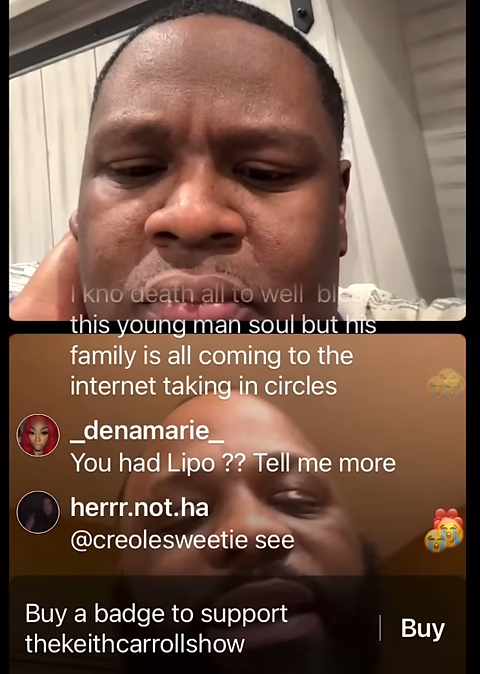 I kno death all to well
this young man soul but his
family is all coming to the
internet taking in circles
_denamarie_
You had Lipo ?? Tell me more
herrr.not.ha
@creolesweetie see
Buy a badge to support
thekeithcarrollshow
Buy